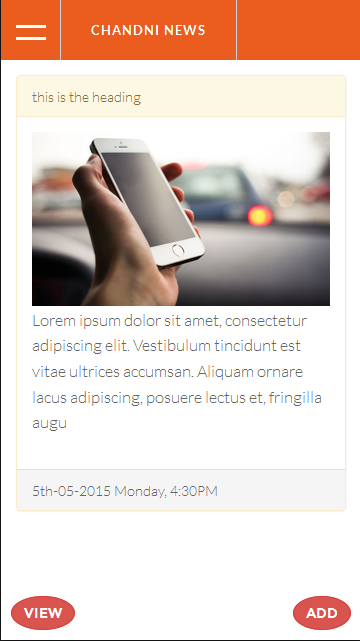 CHANDNI NEWS
this is the heading
Lorem ipsum dolor sit amet, consectetur
adipiscing elit. Vestibulum tincidunt est
vitae ultrices accumsan. Aliquam ornare
lacus adipiscing, posuere lectus et, fringilla
augu
5th-05-2015 Monday, 4:30PM
VIEW
ADD